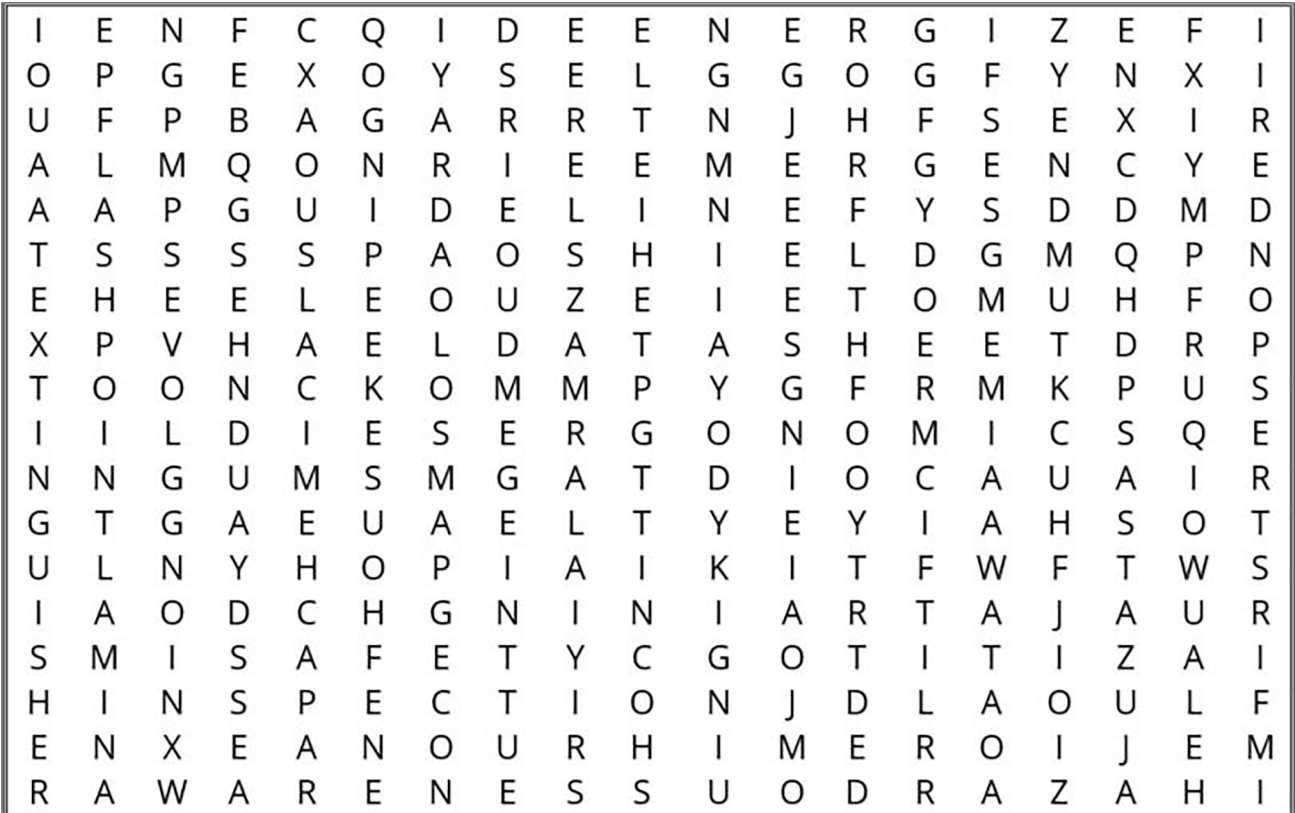 I E N F C Q I D E E N E R G I Z E F I
O P G E X O Y S E L G G O G F Y N X I
U F P B A G A R R T N J H F S E X I R
A L M Q O N R I E E M E R G E N C Y E
A A P G U I D E L I N E F Y S D D M D
T S S S S P A O S H I E L D G M Q P N
E H E E L E O U Z E I E T O M U H F O
X P V H A E L D A T A S H E E T D R P
T O O N C K O M M P Y G F R M K P U S
I I L D I E S E R G O N O M I C S Q E
N N G U M S M G A T D I O C A U A I R
G T G A E U A E L T Y E Y I A H S O T
U L N Y H O P I A I K I T F W F T W S
I A O D C H G N I N I A R T A J A U R
S M I S A F E T Y C G O T I T I Z A I
H I N S P E C T I O N J D L A O U L F
E N X E A N O U R H I M E R O I J E M
R A W A R E N E S S U O D R A Z A H I